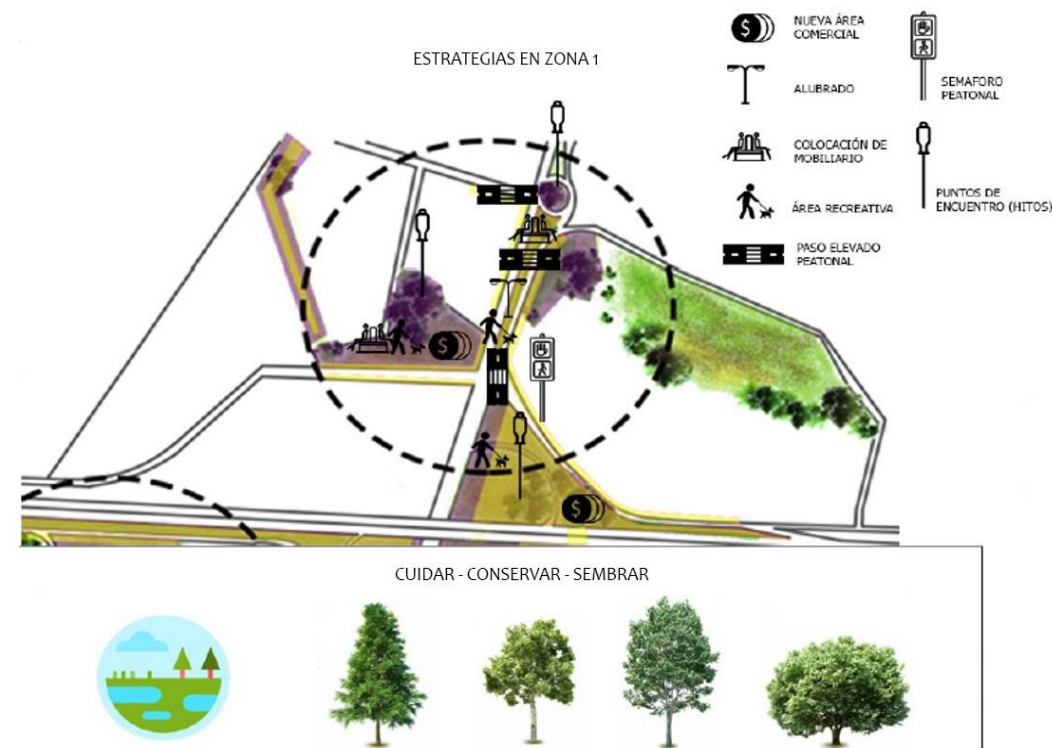 ESTRATEGIAS EN ZONA 1
NUEVA ÁREA
COMERCIAL
ALUBRADO
COLOCACIÓN DE
MOBILIARIO
ÁREA RECREATIVA
PASO ELEVADO
PEATONAL
SEMAFORO
PEATONAL
PUNTOS DE
ENCUENTRO (HITOS)
CUIDAR - CONSERVAR - SEMBRAR